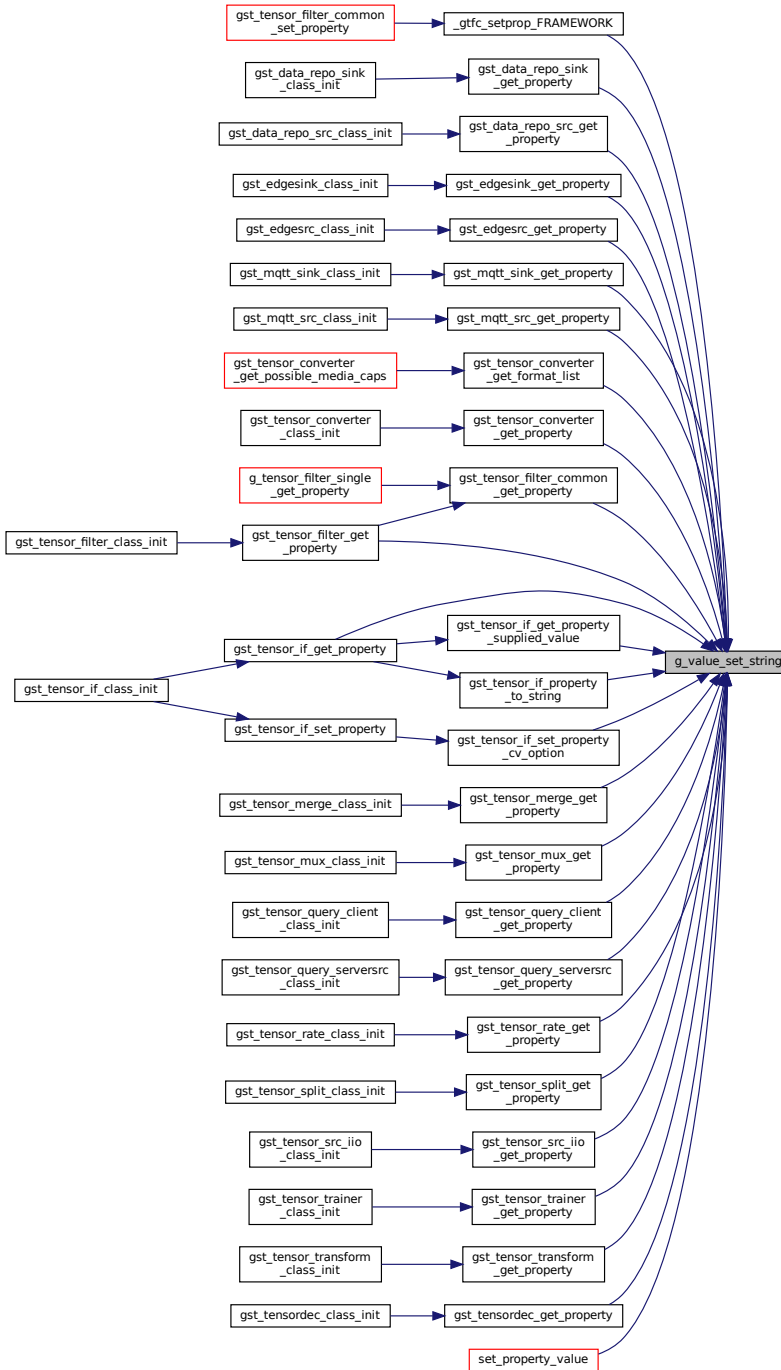 gst_tensor_filter_common
_set_property
_gtfc_setprop_FRAMEWORK
gst_data_repo_sink
_class_init
gst_data_repo_sink
_get_property
gst_data_repo_src_class_init
gst_data_repo_src_get
_property
gst_edgesink_class_init
gst_edgesink_get_property
gst_edgesrc_class_init
gst_edgesrc_get_property
gst_mqtt_sink_class_init
gst_mqtt_sink_get_property
gst_mqtt_src_class_init
gst_mqtt_src_get_property
gst_tensor_converter
_get_possible_media_caps
gst_tensor_converter
_get_format_list
gst_tensor_converter
_class_init
gst_tensor_converter
_get_property
g_tensor_filter_single
_get_property
gst_tensor_filter_common
_get_property
gst_tensor_filter_class_init
gst_tensor_filter_get
_property
gst_tensor_if_get_property
gst_tensor_if_get_property
_supplied_value
g_value_set_string
gst_tensor_if_class_init
gst_tensor_if_property
_to_string
gst_tensor_if_set_property
gst_tensor_if_set_property
_cv_option
gst_tensor_merge_class_init
gst_tensor_merge_get
_property
gst_tensor_mux_class_init
gst_tensor_mux_get
_property
gst_tensor_query_client
_class_init
gst_tensor_query_client
_get_property
gst_tensor_query_serversrc
_class_init
gst_tensor_query_serversrc
_get_property
gst_tensor_rate_class_init
gst_tensor_rate_get
_property
gst_tensor_split_class_init
gst_tensor_split_get
_property
gst_tensor_src_iio
_class_init
gst_tensor_src_iio
_get_property
gst_tensor_trainer
_class_init
gst_tensor_trainer
_get_property
gst_tensor_transform
_class_init
gst_tensor_transform
_get_property
gst_tensordec_class_init
gst_tensordec_get_property
set_property_value